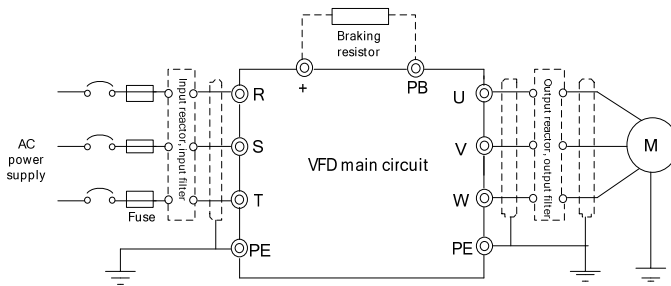 Braking
resistor
+
PB
Input reactor, input filter
R
U
Output reactor, output filter
AC
power
supply
S
VFD main circuit
V
M
T
W
Fuse
PE
PE